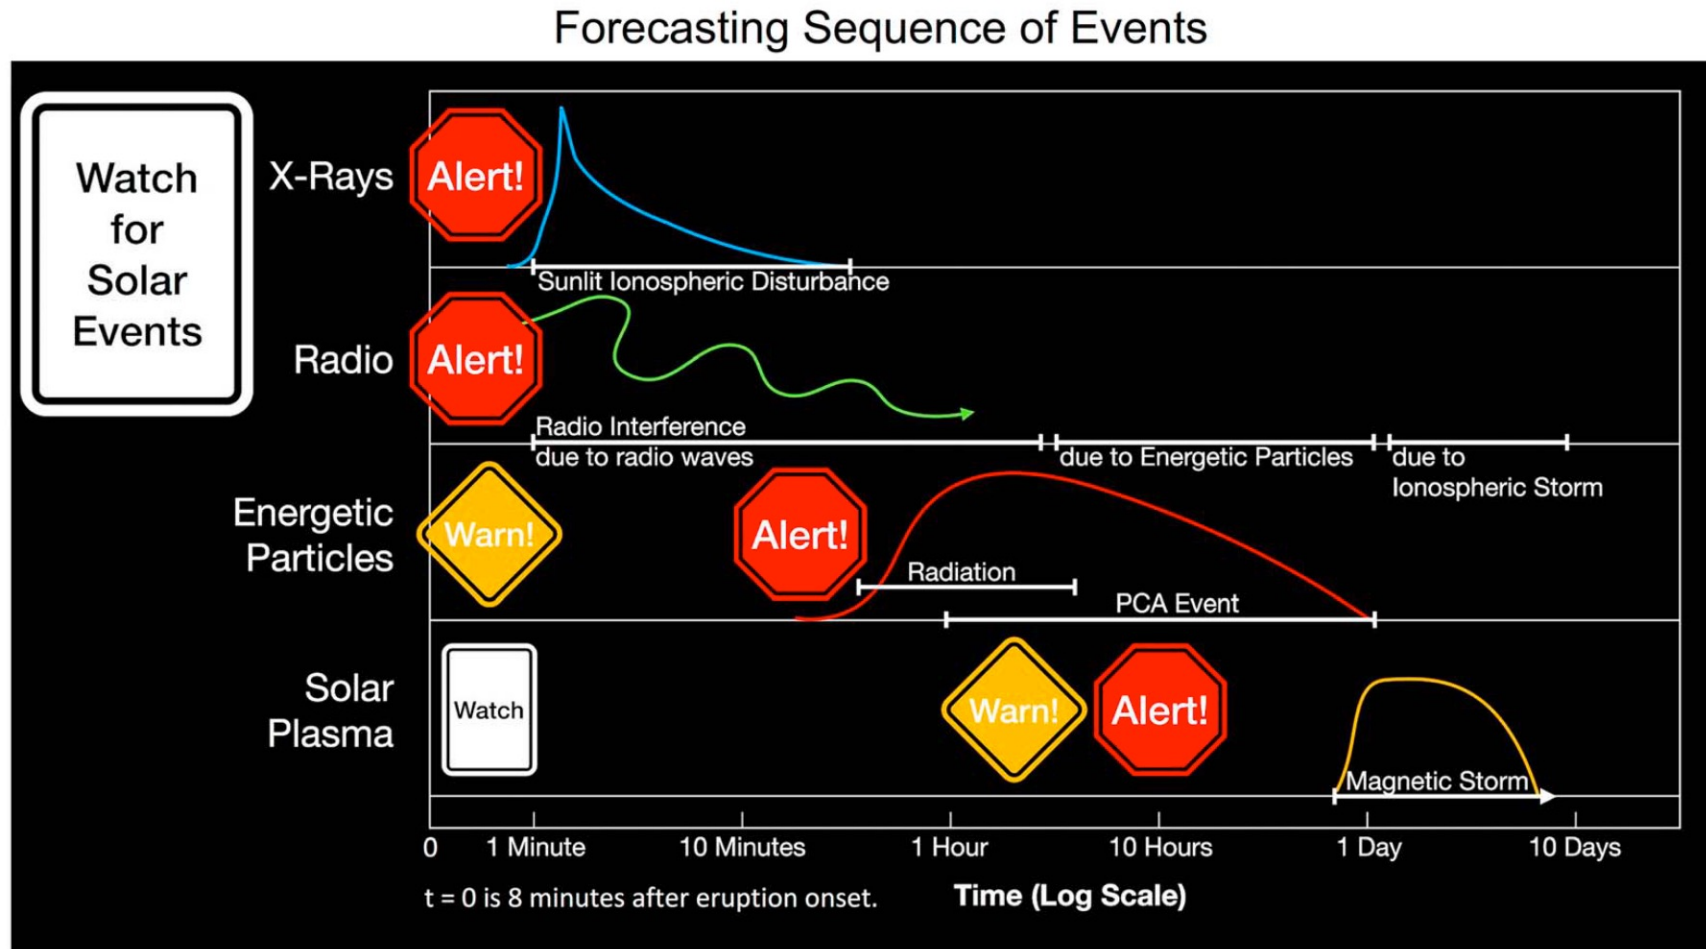 Forecasting Sequence of Events
Watch
for
Solar
Events
X-Rays
Alert!
Sunlit Ionospheric Disturbance
Radio
Alert!
Radio Interference
due to radio waves
due to Energetic Particles
due to
Ionospheric Storm
Energetic
Particles
Warn!
Alert!
Radiation
PCA Event
Solar
Plasma
Watch
Warn!
Alert!
Magnetic Storm
0 1 Minute 10 Minutes 1 Hour 10 Hours 1 Day 10 Days
t = 0 is 8 minutes after eruption onset.
Time (Log Scale)